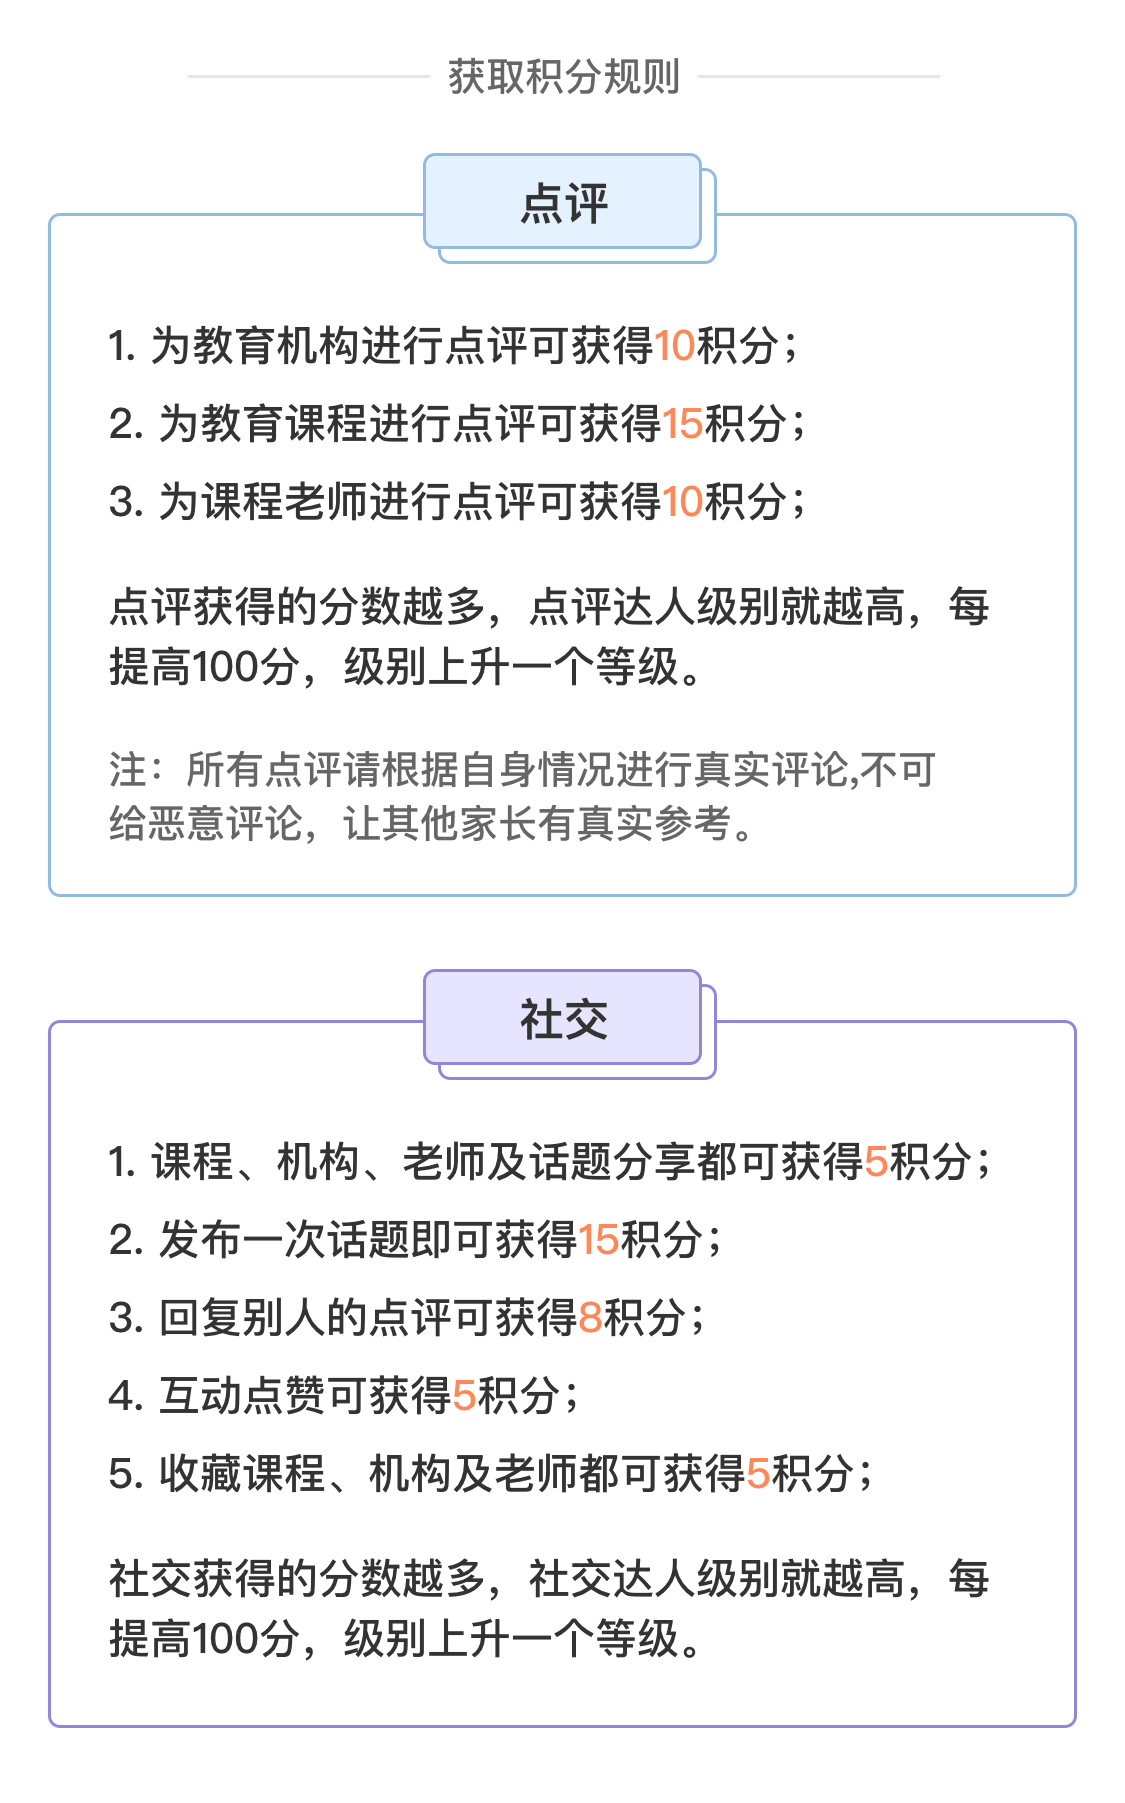 获取积分规则
点评
1. 为教育机构进行点评可获得10积分；
2. 为教育课程进行点评可获得15积分；
3. 为课程老师进行点评可获得10积分；
点评获得的分数越多，点评达人级别就越高，每
提高100分，级别上升一个等级。
注：所有点评请根据自身情况进行真实评论,不可
给恶意评论，让其他家长有真实参考。
社交
1. 课程、机构、老师及话题分享都可获得5积分；
2. 发布一次话题即可获得15积分；
3. 回复别人的点评可获得8积分；
4. 互动点赞可获得5积分；
5. 收藏课程、机构及老师都可获得5积分；
社交获得的分数越多，社交达人级别就越高，每
提高100分，级别上升一个等级。